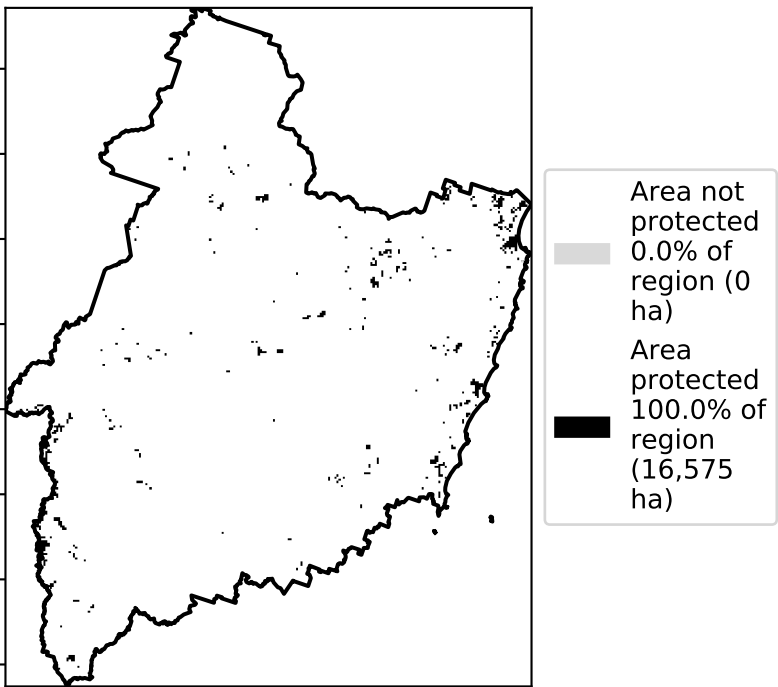 Area not
protected
0.0% of
region (0
ha)
Area
protected
100.0% of
region
(16,575
ha)